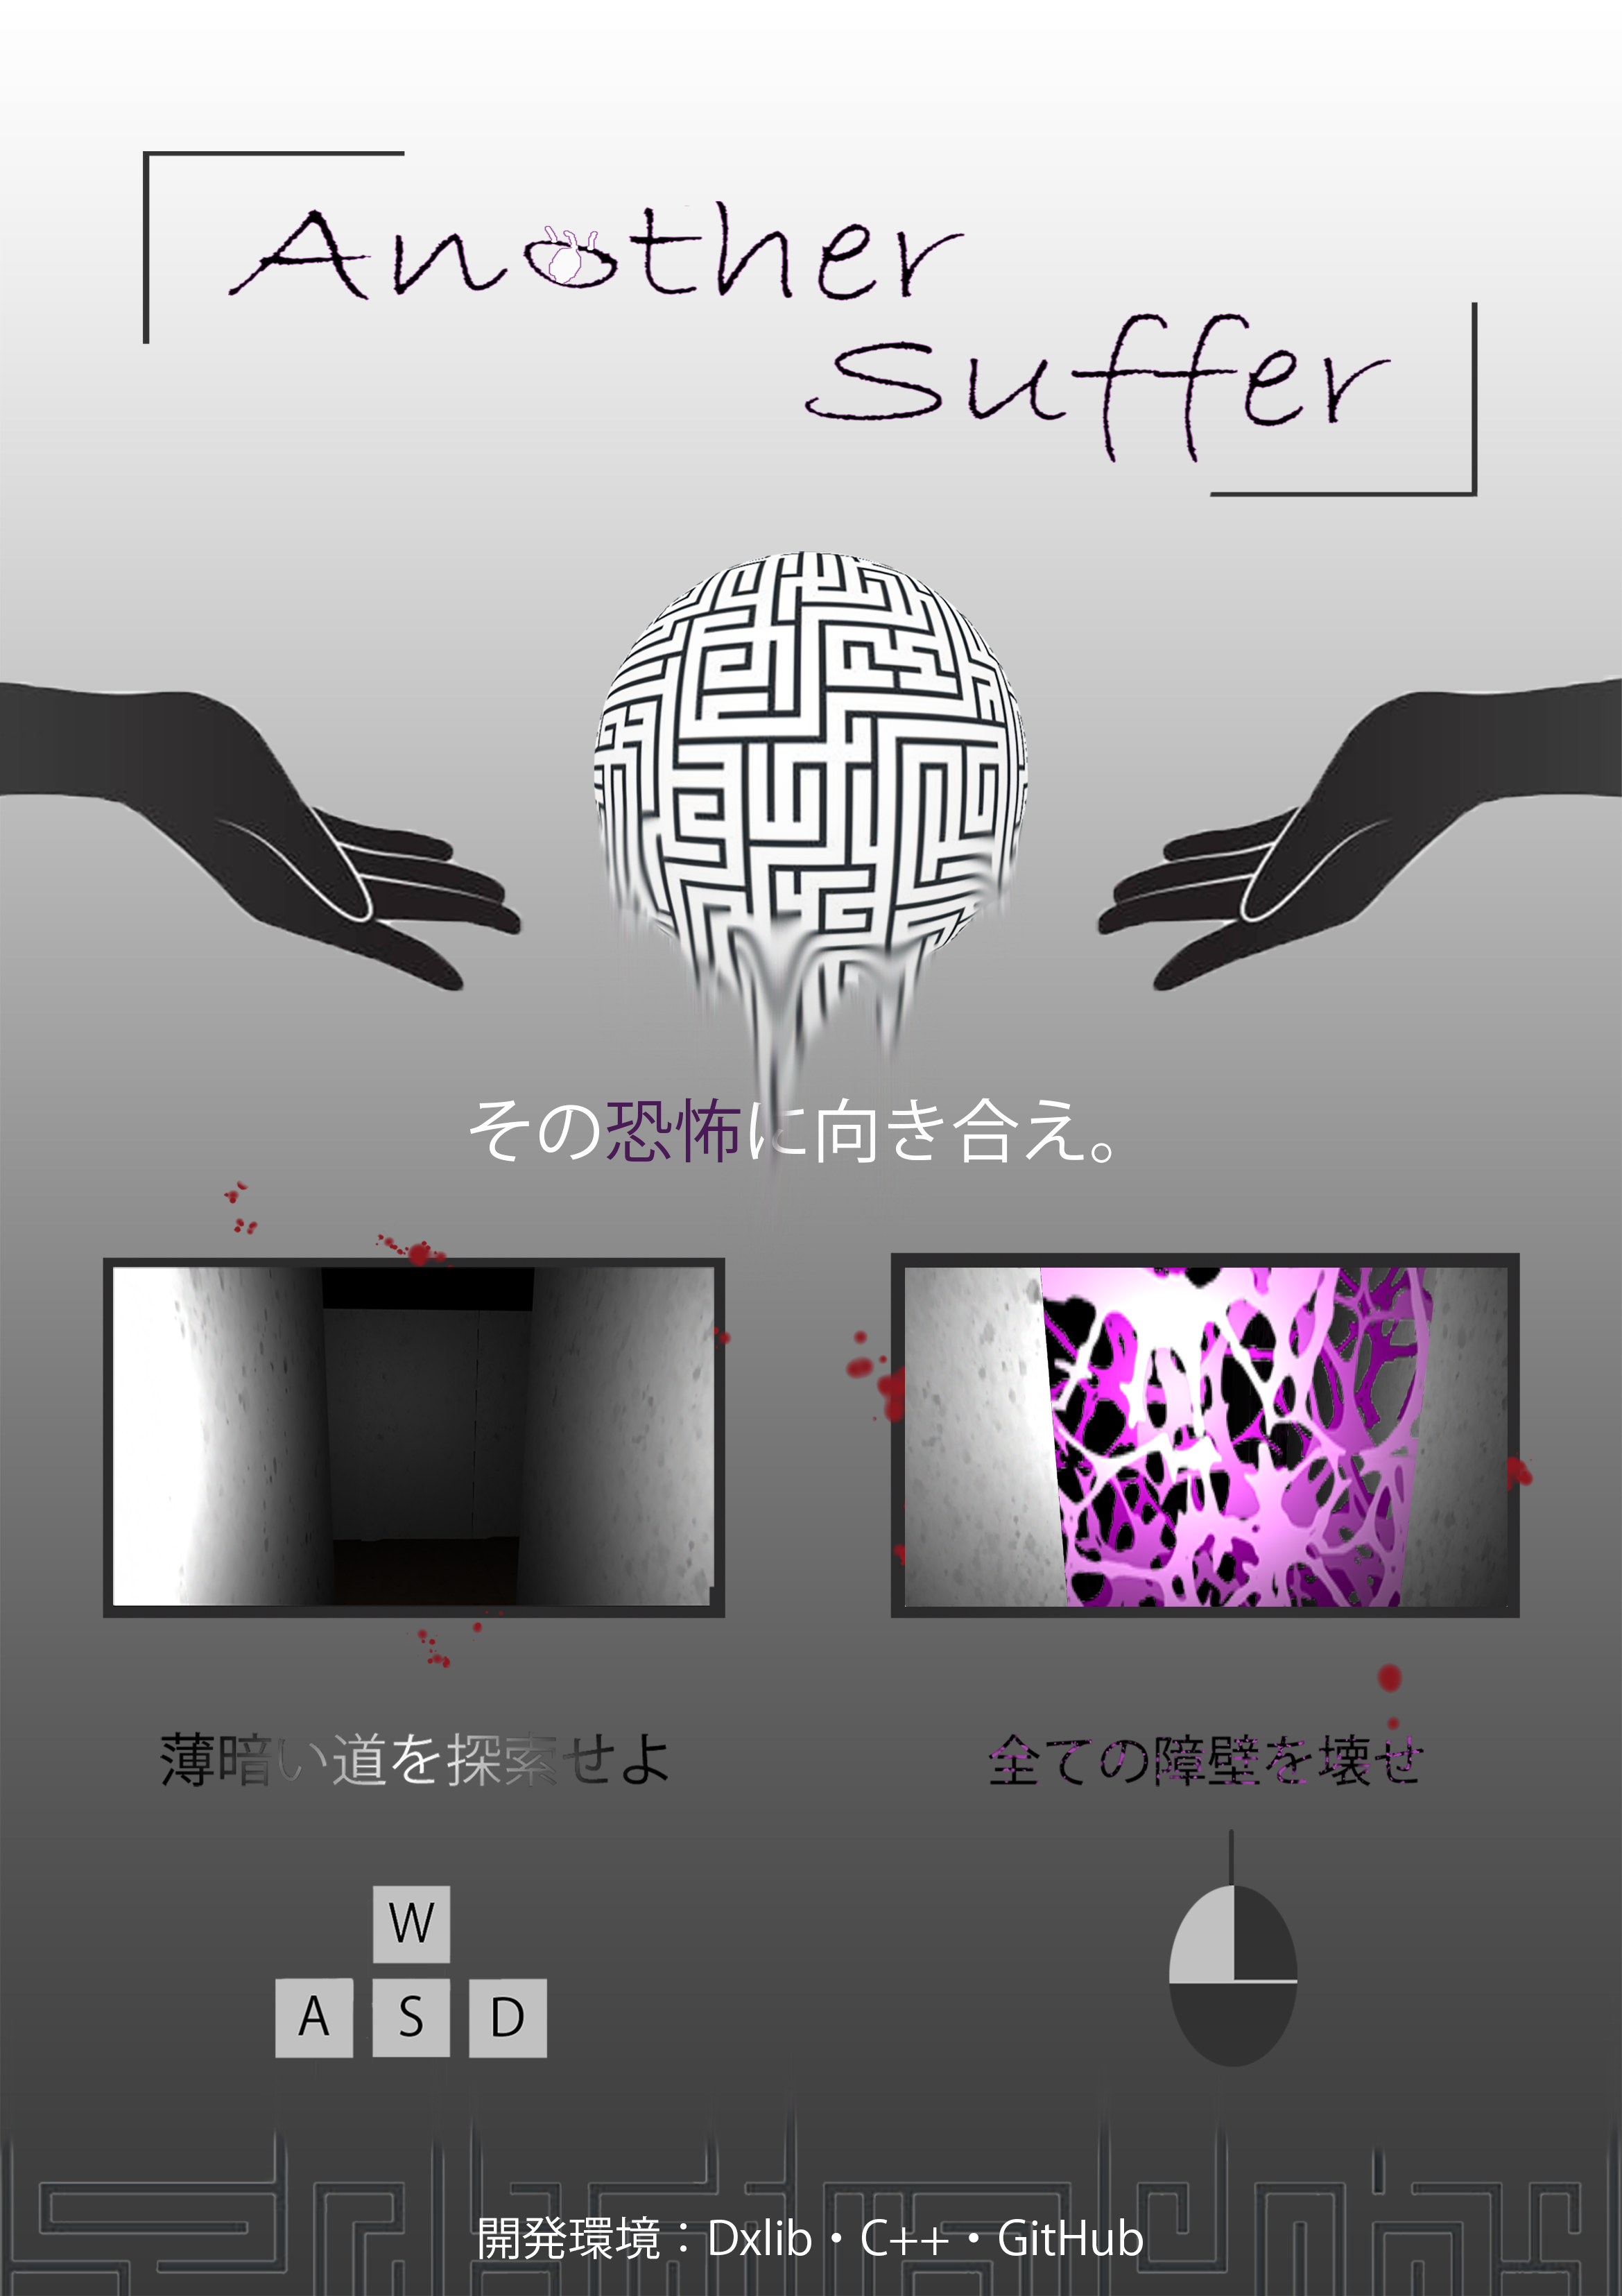 Another
Suffer
その恐怖に向き合え。
薄暗い道を探索せよ
全ての障壁を壊せ
W
A S D
開発環境：Dxlib・C++・GitHub